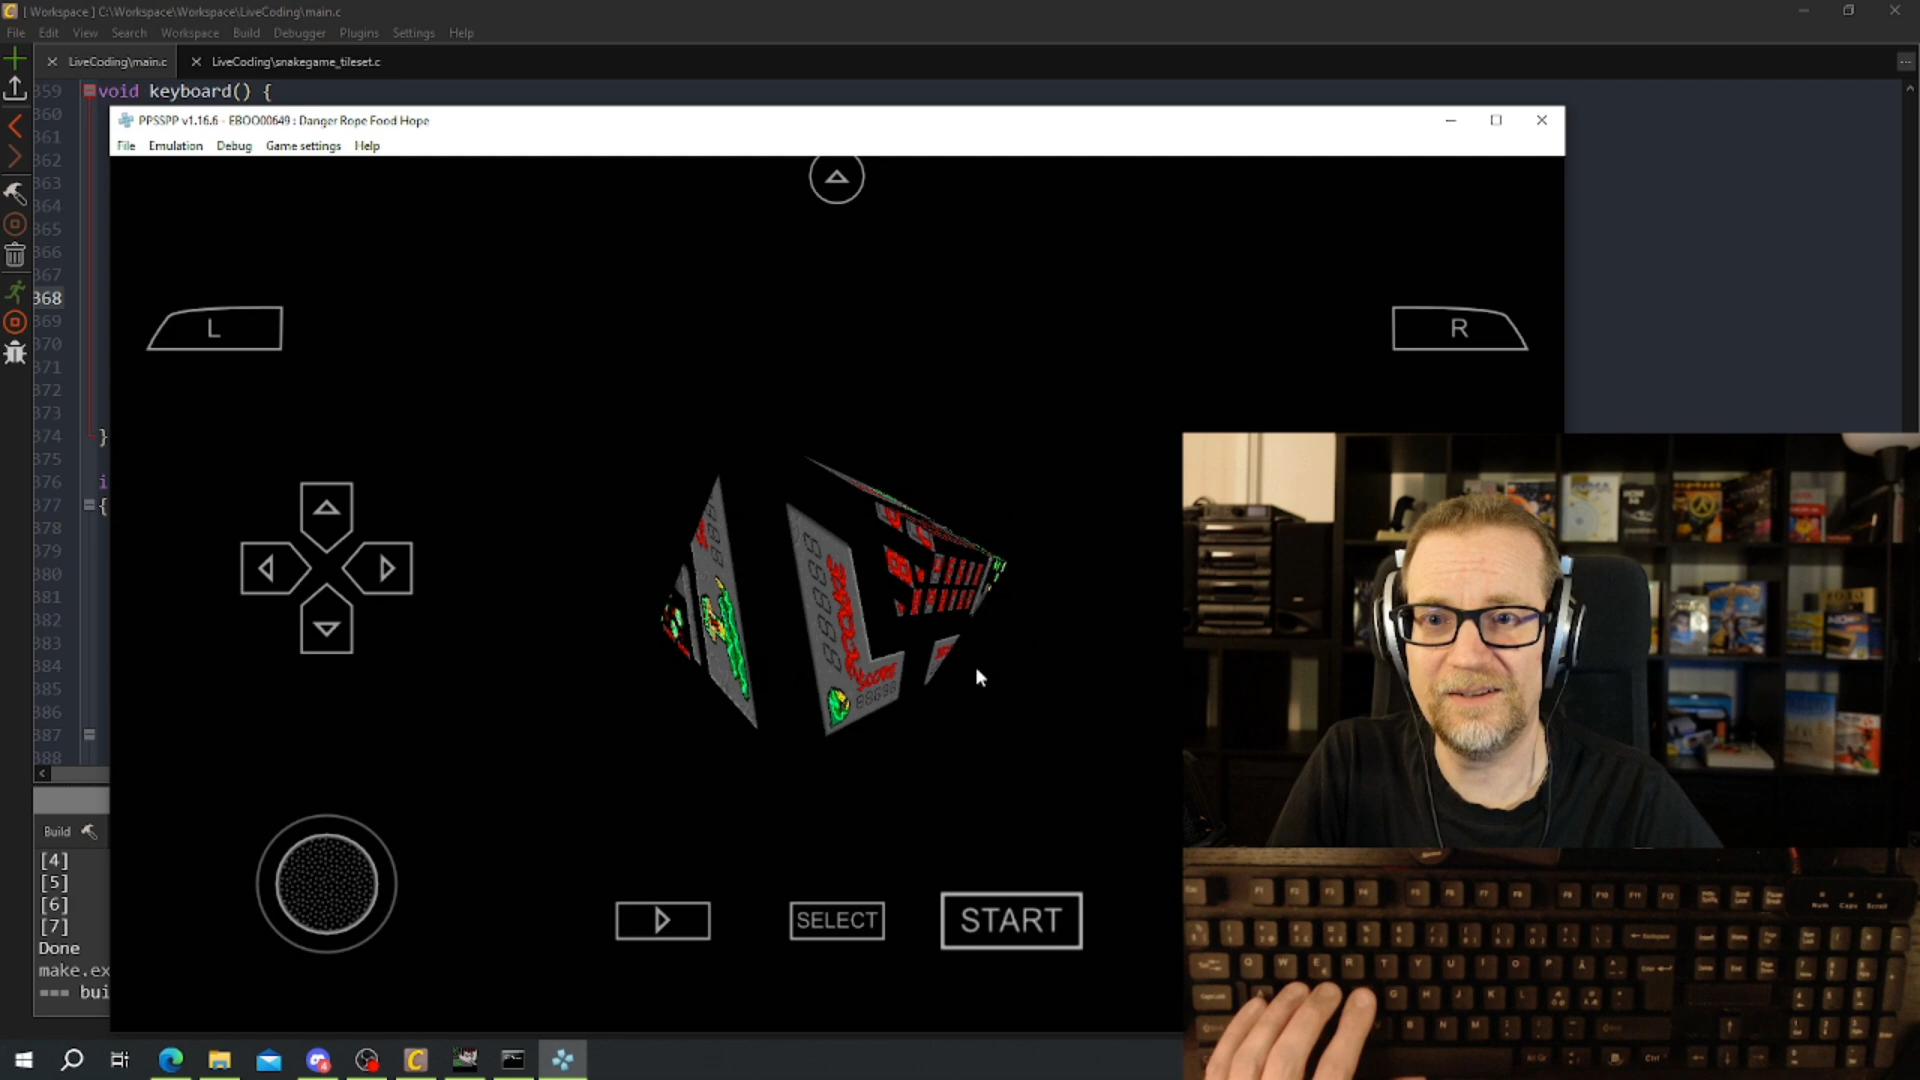 [ Workspace ] C:\Workspace\Workspace\LiveCoding\main.c
File Edit View Search Workspace Build Debugger Plugins Settings Help
LiveCoding\main.c LiveCoding\snakegame_tileset.c
359 void keyboard() {
360
361
362
363
364
365
366
367
368
369
370
371
372
373
374 }
375
376 i
377 {
378
379
380
381
382
383
384
385
386
387
388
PPSSPP v1.16.6 - EBOO00649 : Danger Rope Food Hope
File Emulation Debug Game settings Help
L
R
SCORE
SELECT
START
Build
[4]
[5]
[6]
[7]
Done
make.ex
=== bui